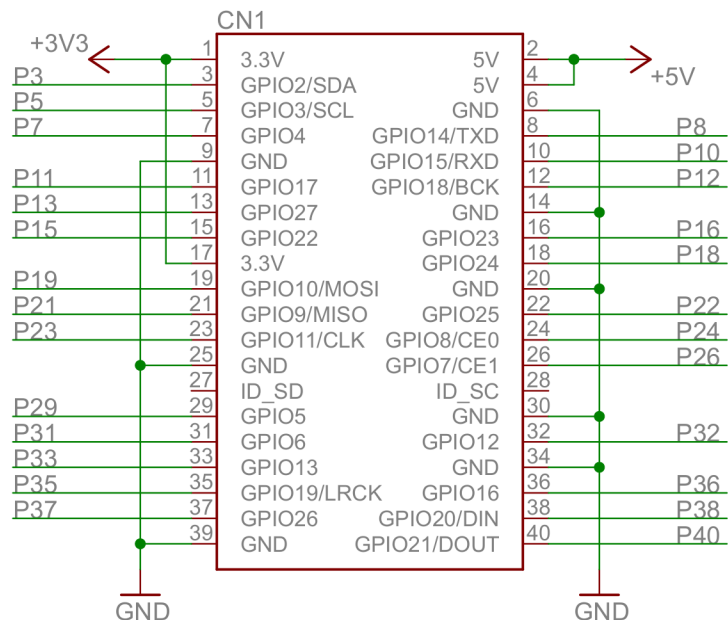 CN1
+3V3 1 3.3V 5V 2
P3 3 GPIO2/SDA 5V 4 +5V
P5 5 GPIO3/SCL GND 6
P7 7 GPIO4 GPIO14/TXD 8 P8
9 GND GPIO15/RXD 10 P10
P11 11 GPIO17 GPIO18/BCK 12 P12
P13 13 GPIO27 GND 14
P15 15 GPIO22 GPIO23 16 P16
17 3.3V GPIO24 18 P18
P19 19 GPIO10/MOSI GND 20
P21 21 GPIO9/MISO GPIO25 22 P22
P23 23 GPIO11/CLK GPIO8/CE0 24 P24
25 GND GPIO7/CE1 26 P26
27 ID_SD ID_SC 28
P29 29 GPIO5 GND 30
P31 31 GPIO6 GPIO12 32 P32
P33 33 GPIO13 GND 34
P35 35 GPIO19/LRCK GPIO16 36 P36
P37 37 GPIO26 GPIO20/DIN 38 P38
39 GND GPIO21/DOUT 40 P40
GND GND